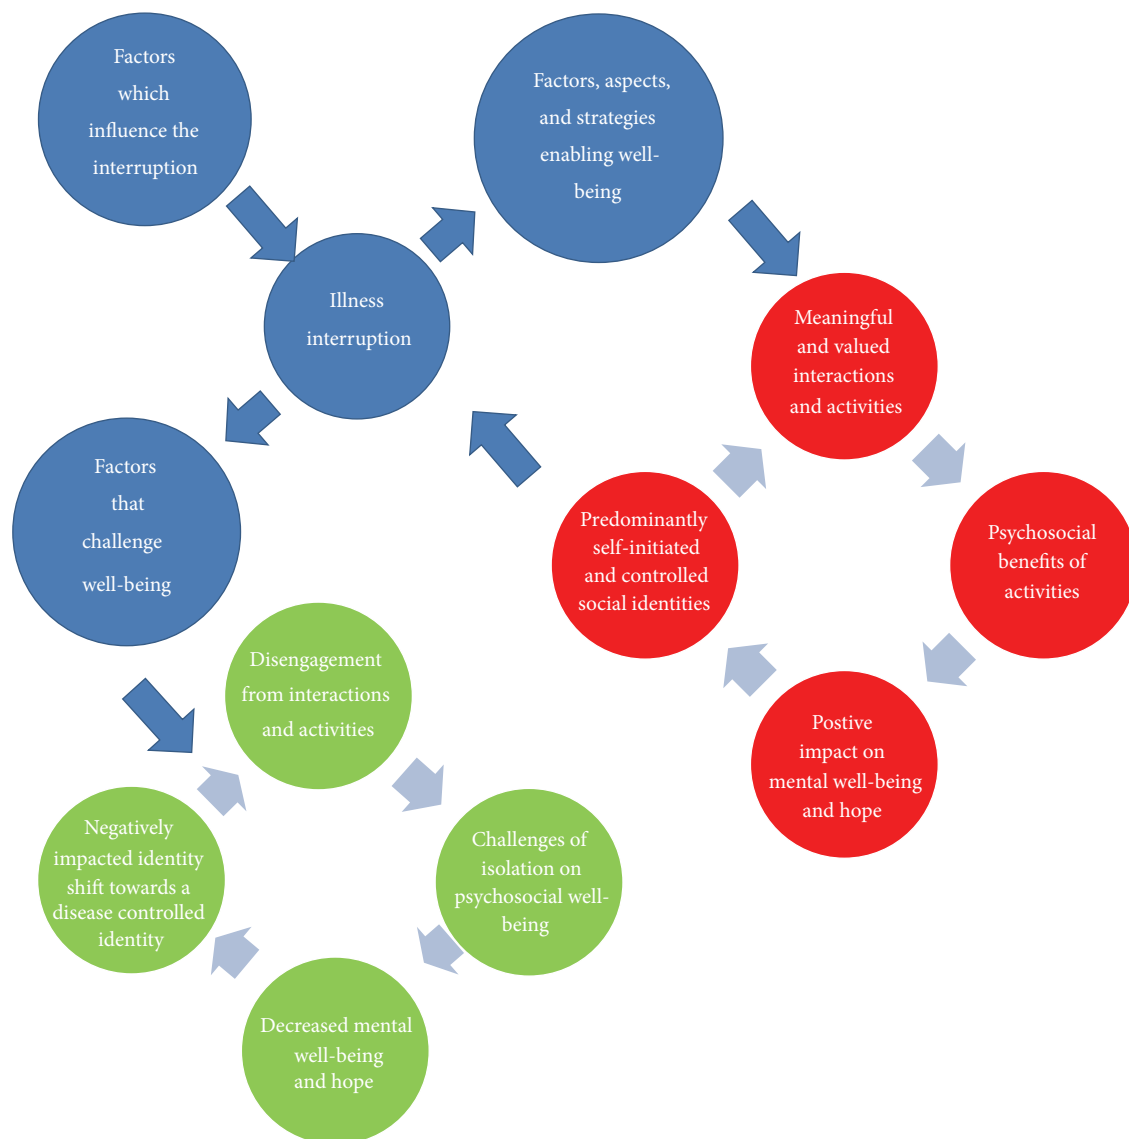 Factors
which
influence the
interruption
Factors, aspects,
and strategies
enabling well-
being
Illness
interruption
Meaningful
and valued
interactions
and activities
Factors
that
challenge
well-being
Predominantly
self-initiated
and controlled
social identities
Psychosocial
benefits of
activities
Disengagement
from interactions
and activities
Postive
impact on
mental well-being
and hope
Negatively
impacted identity
shift towards a
disease controlled
identity
Challenges of
isolation on
psychosocial well-
being
Decreased mental
well-being
and hope